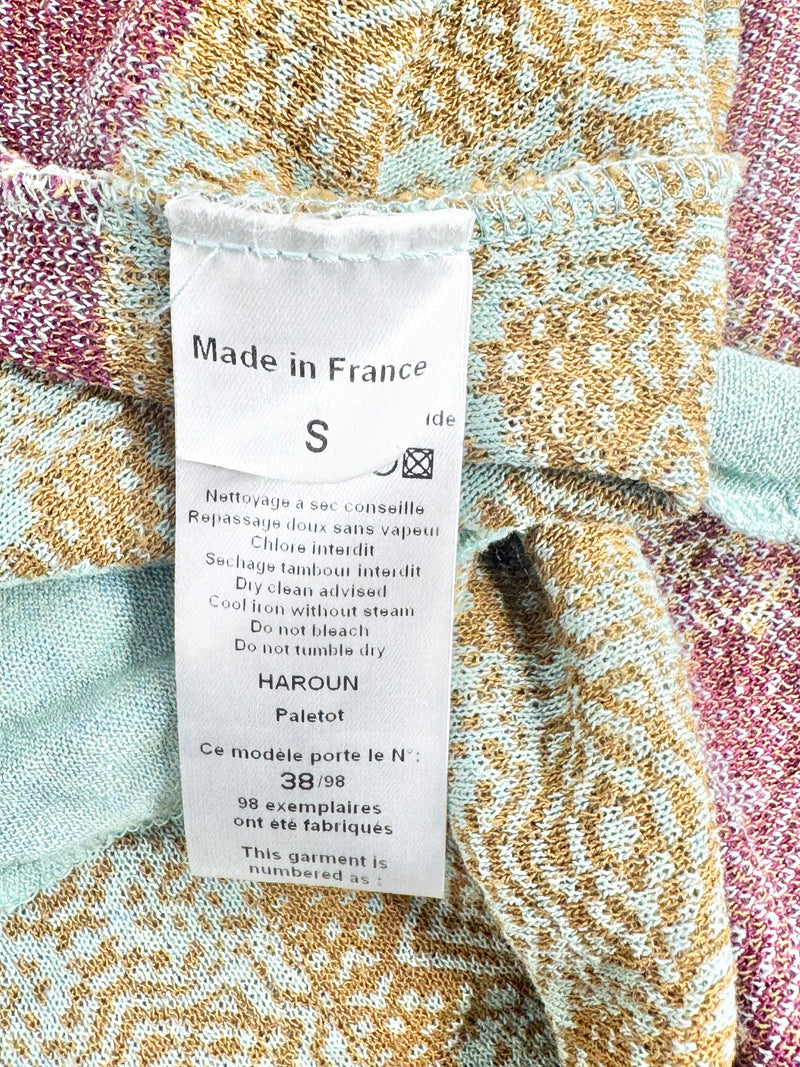 Made in France
S
Nettoyage a sec conseille
Repassage doux sans vapeur
Chlore interdit
Sechage tambour interdit
Dry clean advised
Cool iron without steam
Do not bleach
Do not tumble dry
HAROUN
Paletot
Ce modèle porte le N°:
38/98
98 exemplaires
ont été fabriqués
This garment is
numbered as :